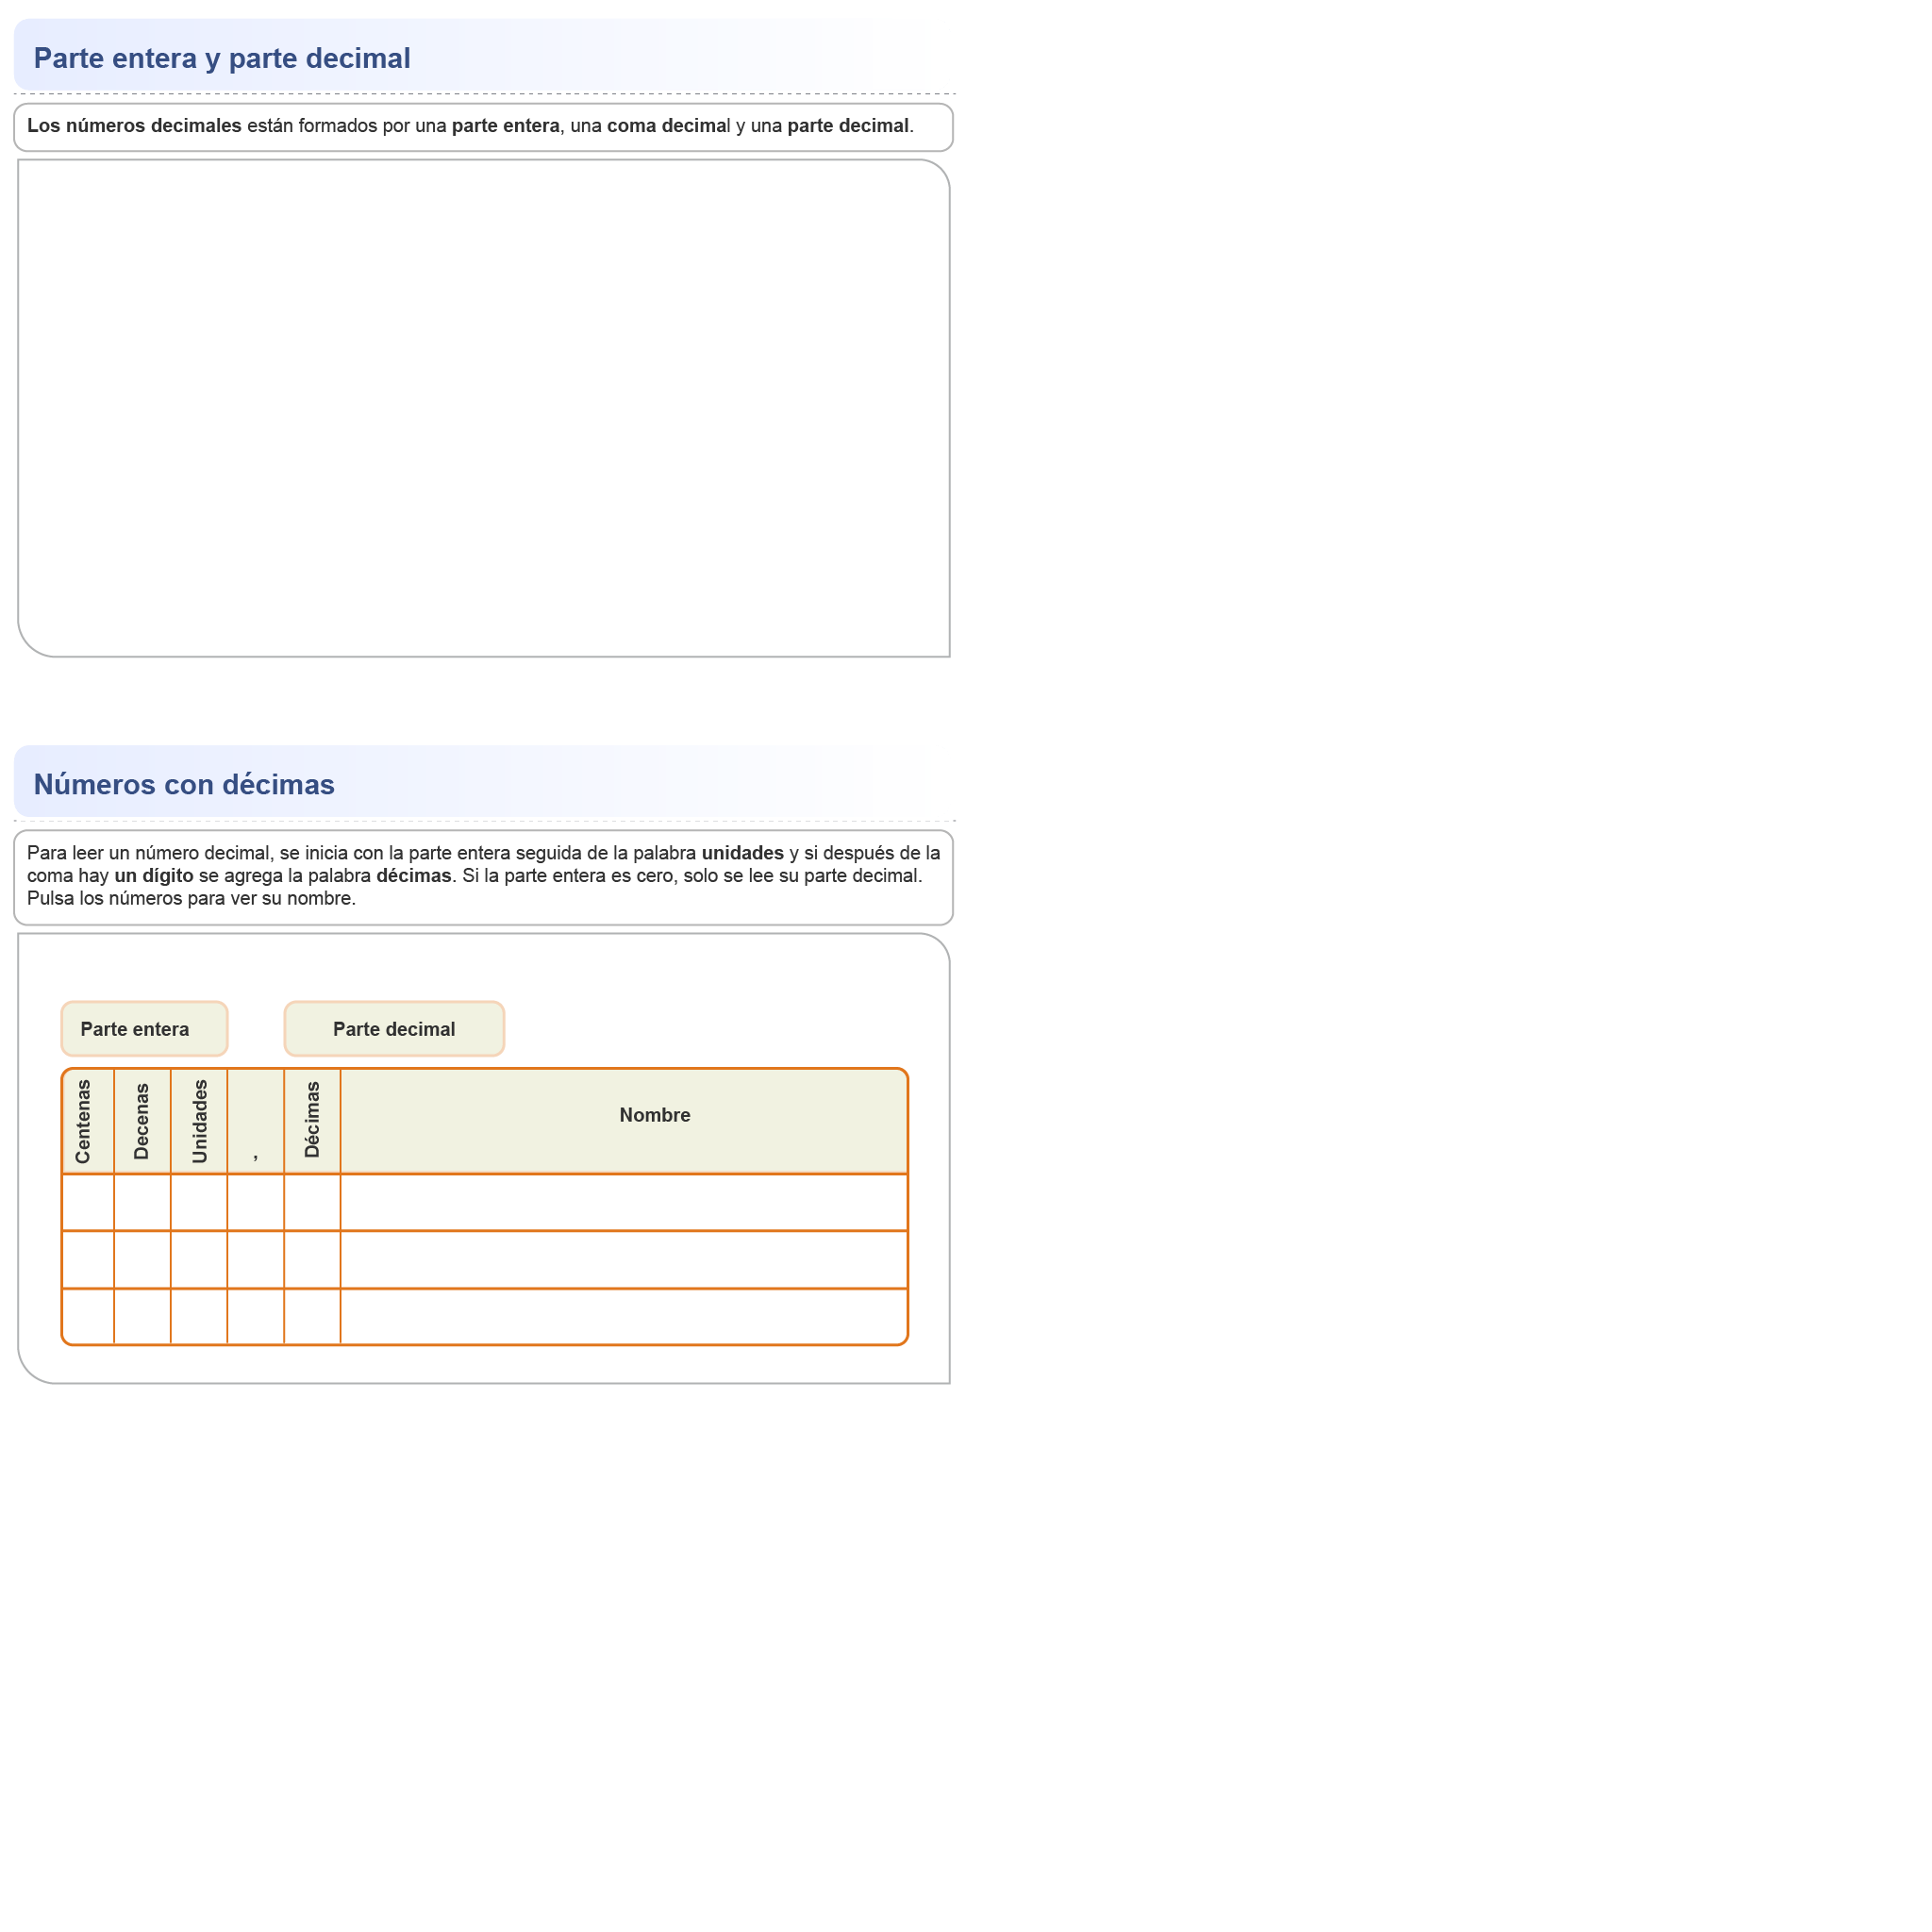 Parte entera y parte decimal
Los números decimales están formados por una parte entera, una coma decimal y una parte decimal.
Números con décimas
Para leer un número decimal, se inicia con la parte entera seguida de la palabra unidades y si después de la
coma hay un dígito se agrega la palabra décimas. Si la parte entera es cero, solo se lee su parte decimal.
Pulsa los números para ver su nombre.
Parte entera
Parte decimal
Centenas
Decenas
Unidades
,
Décimas
Nombre